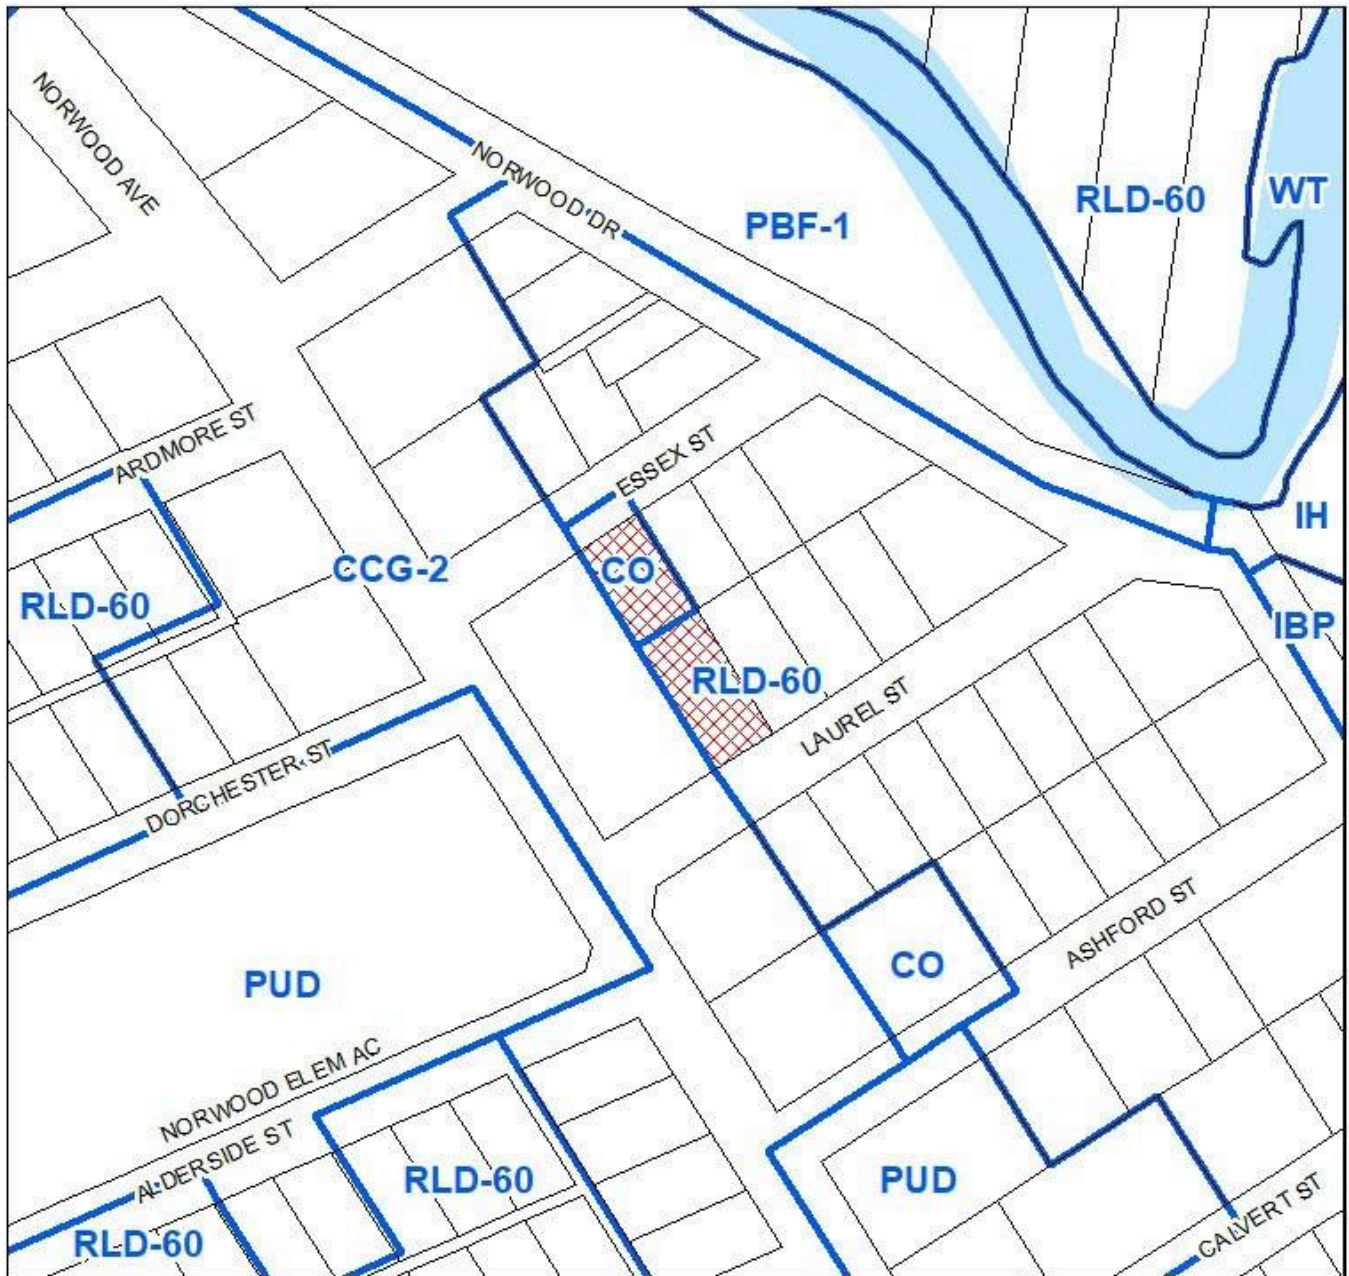 NORWOOD AVE
NORWOOD DR
PBF-1
RLD-60
WT
ARDMORE ST
ESSEX ST
IH
CCG-2
CO
RLD-60
IBP
RLD-60
LAUREL ST
DORCHESTER ST
ASHFORD ST
CO
PUD
NORWOOD ELEM AC
ALDERSIDE ST
RLD-60
PUD
CALVERT ST
RLD-60